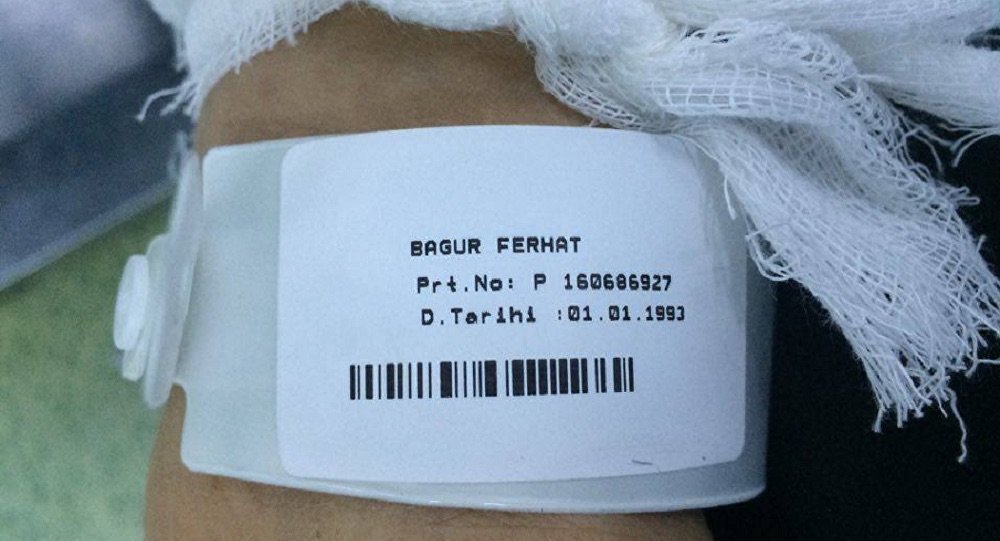 BAGUR FERHAT
Prt.No: P 160686927
D.Tarihi :01.01.1993